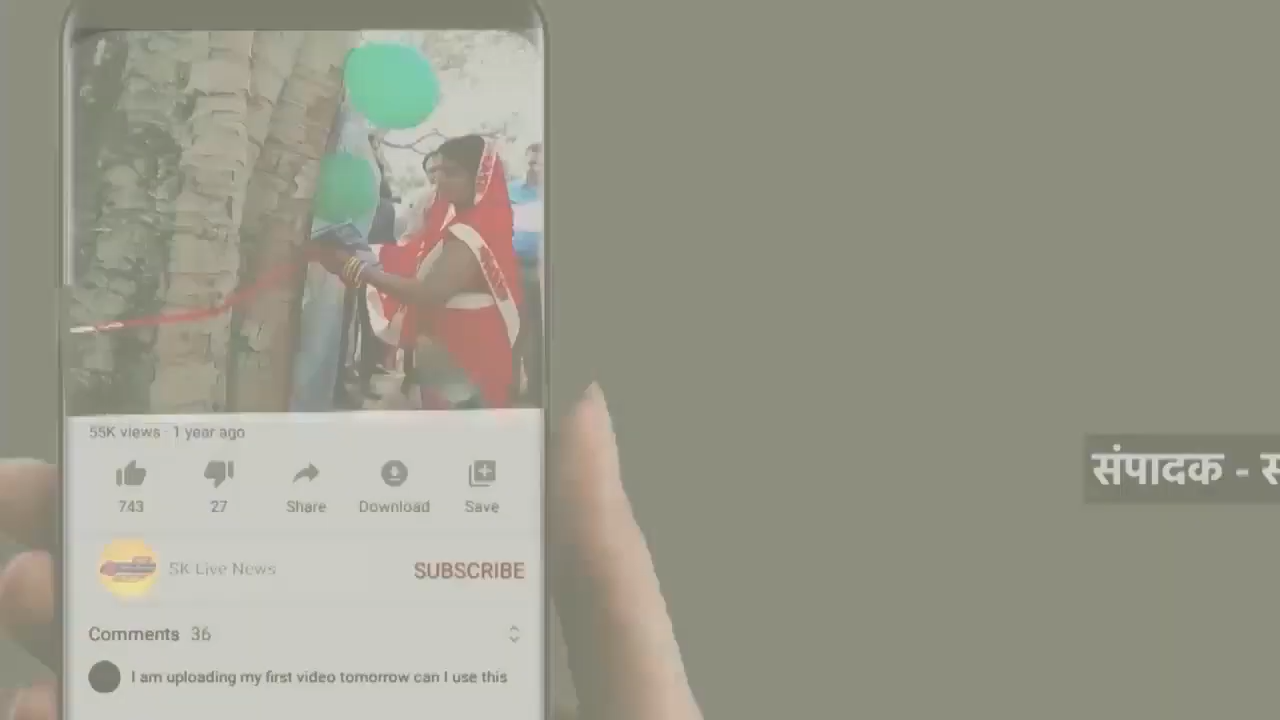 55K views · 1 year ago
743
27
Share
Download
Save
SK Live News
SUBSCRIBE
Comments 36
I am uploading my first video tomorrow can I use this
संपादक -